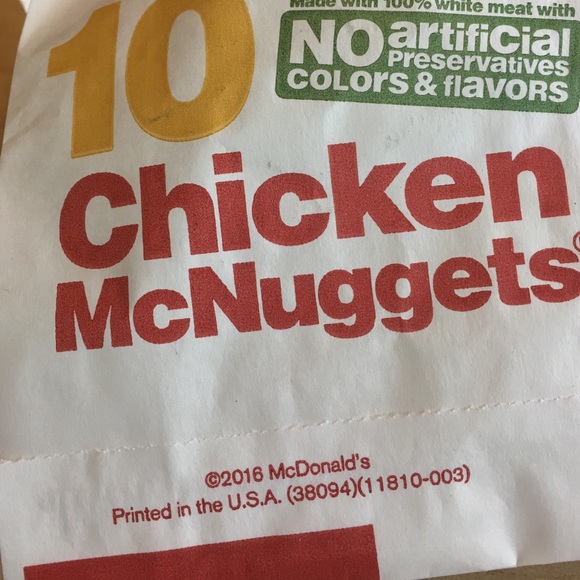 Made with 100% white meat with
10
NO artificial
Preservatives
COLORS & flavors
Chicken
McNuggets®
©2016 McDonald's
Printed in the U.S.A. (38094)(11810-003)